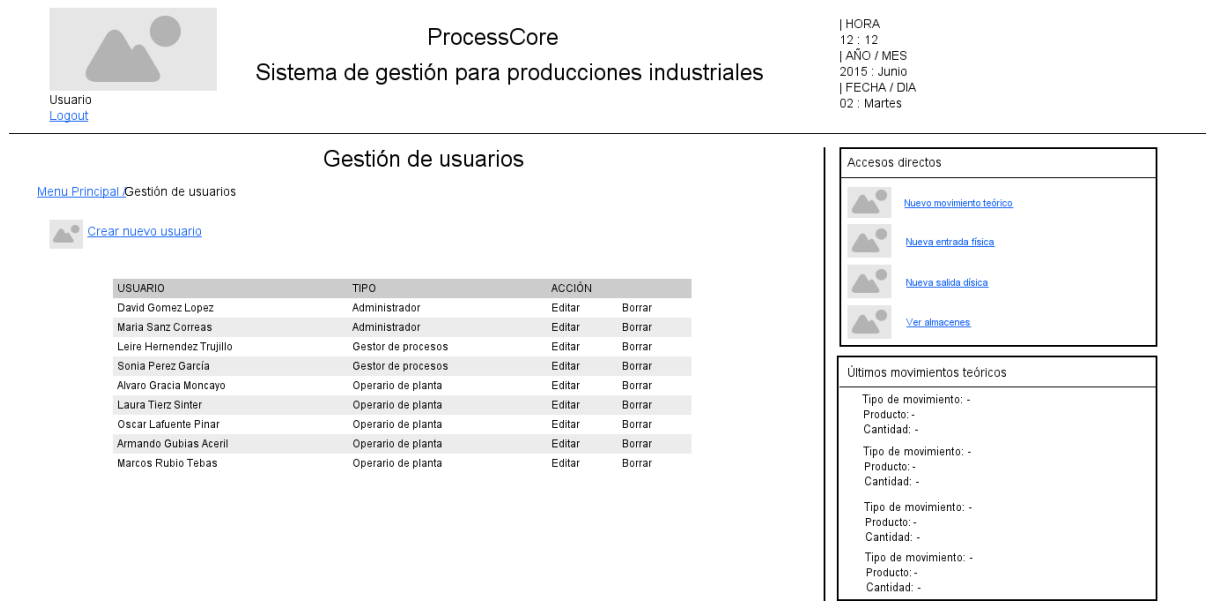 ProcessCore
Sistema de gestión para producciones industriales
Usuario
Logout
| HORA
12 : 12
| AÑO / MES
2015 : Junio
| FECHA / DIA
02 : Martes
Gestión de usuarios
Menu Principal /Gestión de usuarios
Crear nuevo usuario
USUARIO TIPO ACCIÓN
David Gomez Lopez Administrador Editar Borrar
Maria Sanz Correas Administrador Editar Borrar
Leire Hernendez Trujillo Gestor de procesos Editar Borrar
Sonia Perez García Gestor de procesos Editar Borrar
Alvaro Gracia Moncayo Operario de planta Editar Borrar
Laura Tierz Sinter Operario de planta Editar Borrar
Oscar Lafuente Pinar Operario de planta Editar Borrar
Armando Gubias Aceril Operario de planta Editar Borrar
Marcos Rubio Tebas Operario de planta Editar Borrar
Accesos directos
Nuevo movimiento teórico
Nueva entrada física
Nueva salida dísica
Ver almacenes
Últimos movimientos teóricos
Tipo de movimiento: -
Producto: -
Cantidad: -
Tipo de movimiento: -
Producto: -
Cantidad: -
Tipo de movimiento: -
Producto: -
Cantidad: -
Tipo de movimiento: -
Producto: -
Cantidad: -